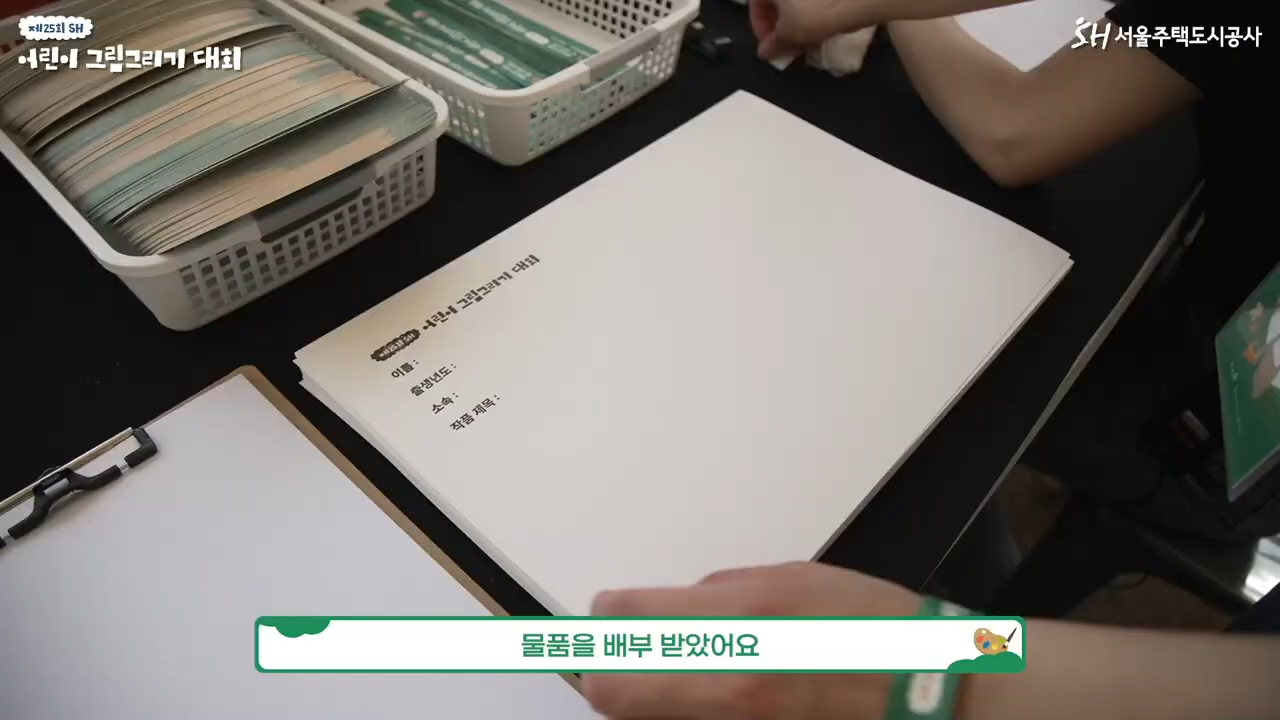 제25회 SH
어린이 그림그리기 대회
SH 서울주택도시공사
제25회 SH 어린이 그림그리기 대회
이름 :
출생년도 :
소속 :
작품 제목 :
물품을 배부 받았어요